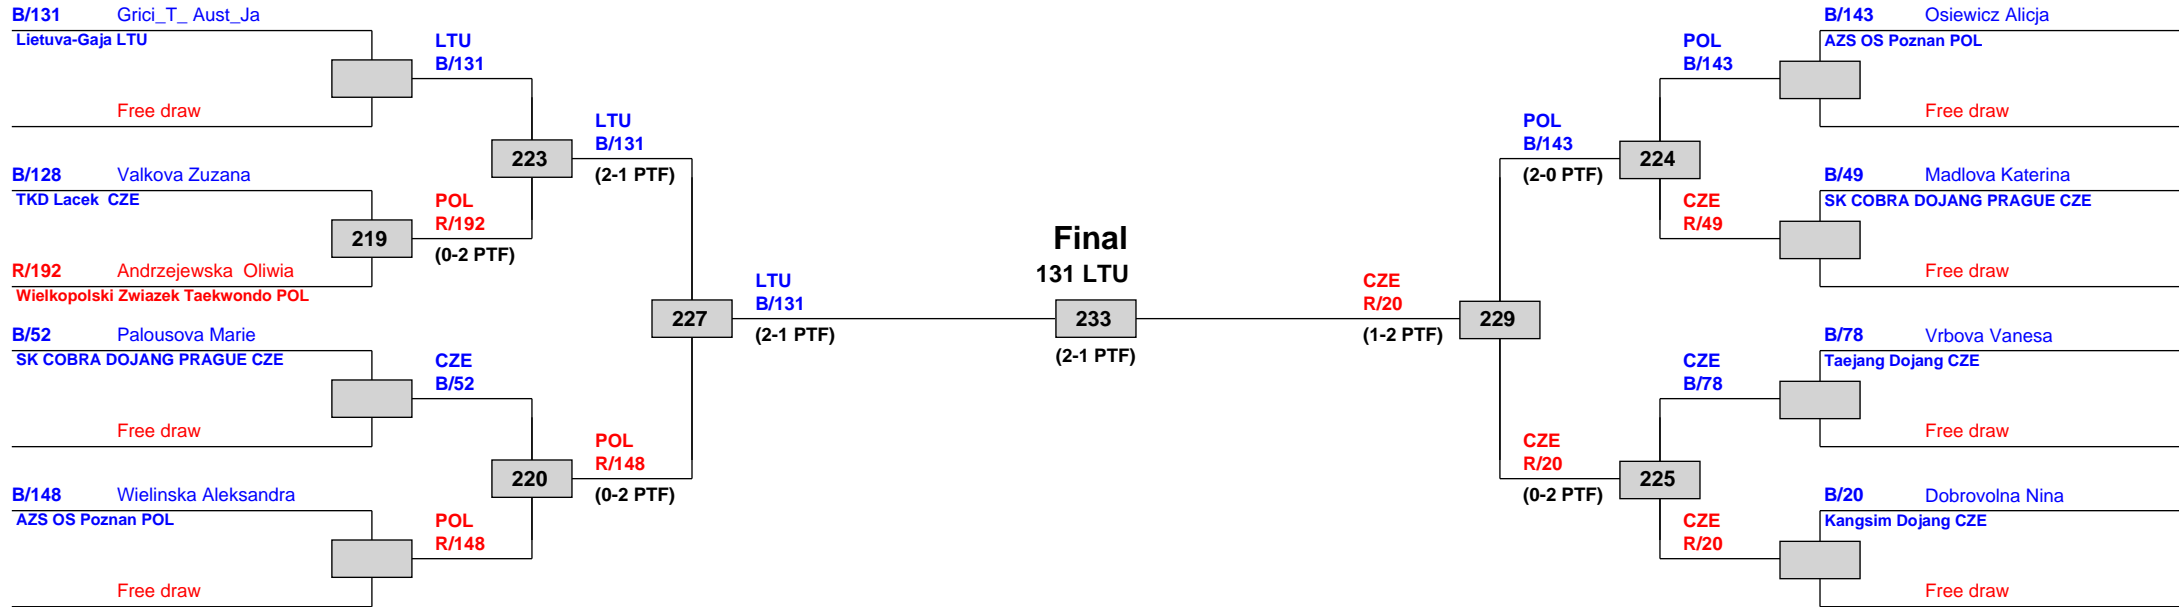 B/131 Grici_T_ Aust_Ja
Lietuva-Gaja LTU
Free draw
LTU
B/131
B/128 Valkova Zuzana
TKD Lacek CZE
219
R/192 Andrzejewska Oliwia
Wielkopolski Zwiazek Taekwondo POL
POL
R/192
(0-2 PTF)
223
LTU
B/131
(2-1 PTF)
B/52 Palousova Marie
SK COBRA DOJANG PRAGUE CZE
Free draw
CZE
B/52
B/148 Wielinska Aleksandra
AZS OS Poznan POL
Free draw
POL
R/148
220
POL
R/148
(0-2 PTF)
227
LTU
B/131
(2-1 PTF)
Final
131 LTU
233
(2-1 PTF)
CZE
R/20
(1-2 PTF)
229
POL
B/143
(2-0 PTF)
224
POL
B/143
B/143 Osiewicz Alicja
AZS OS Poznan POL
Free draw
CZE
R/49
B/49 Madlova Katerina
SK COBRA DOJANG PRAGUE CZE
Free draw
CZE
R/20
(0-2 PTF)
225
CZE
B/78
B/78 Vrbova Vanesa
Taejang Dojang CZE
Free draw
CZE
R/20
B/20 Dobrovolna Nina
Kangsim Dojang CZE
Free draw